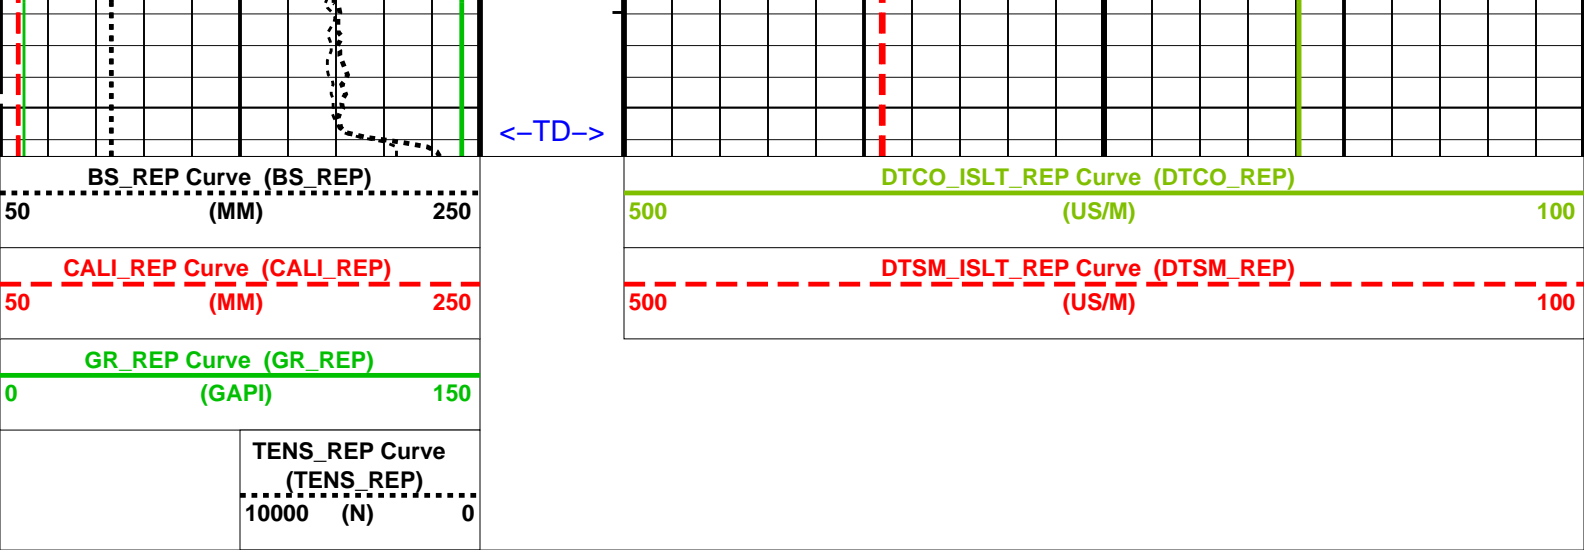 <–TD–>
BS_REP Curve (BS_REP)
50 (MM) 250
CALI_REP Curve (CALI_REP)
50 (MM) 250
GR_REP Curve (GR_REP)
0 (GAPI) 150
TENS_REP Curve
(TENS_REP)
10000 (N) 0
DTCO_ISLT_REP Curve (DTCO_REP)
500 (US/M) 100
DTSM_ISLT_REP Curve (DTSM_REP)
500 (US/M) 100